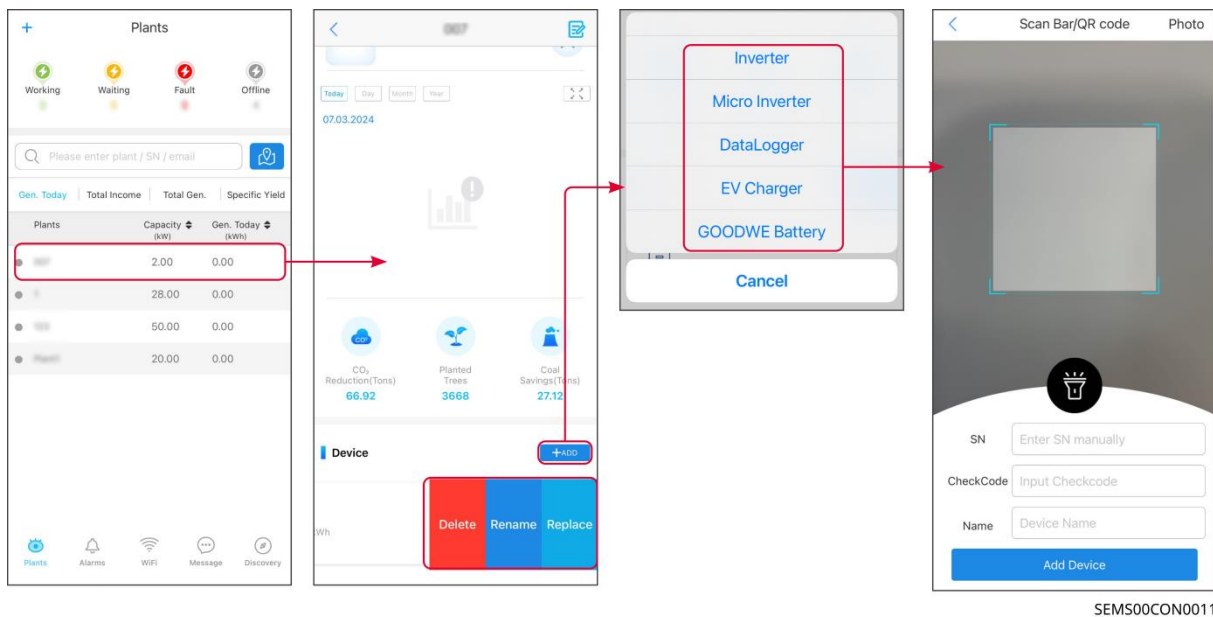 Plants
Working Waiting Fault Offline
Please enter plant / SN / email
Gen. Today Total Income Total Gen. Specific Yield
Plants Capacity Gen. Today
(kW) (kWh)
2.00 0.00
28.00 0.00
50.00 0.00
20.00 0.00
Plants Alarms WiFi Message Discovery
007
Today Day Month Year
07.03.2024
CO₂ Planted Coal
Reduction(Tons) Trees Savings(Tons)
66.92 3668 27.12
Device +ADD
Wh Delete Rename Replace
Inverter
Micro Inverter
DataLogger
EV Charger
GOODWE Battery
Cancel
Scan Bar/QR code Photo
SN Enter SN manually
CheckCode Input Checkcode
Name Device Name
Add Device
SEMS00CON0011